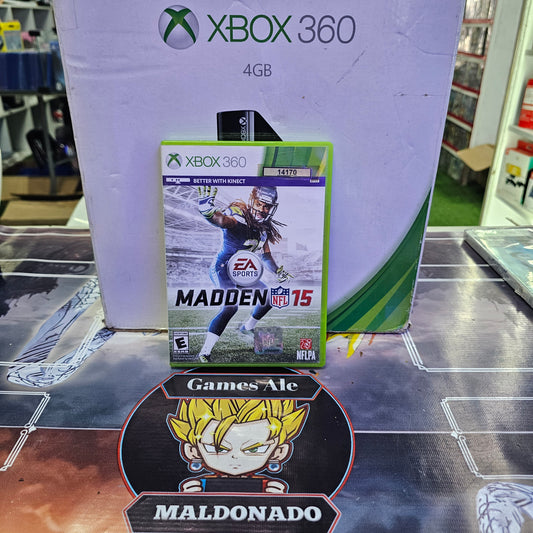 XBOX 360
4GB
XBOX 360
14170
BETTER WITH KINECT
EA
SPORTS
MADDEN NFL 15
E
NFLPA
Games Ale
MALDONADO